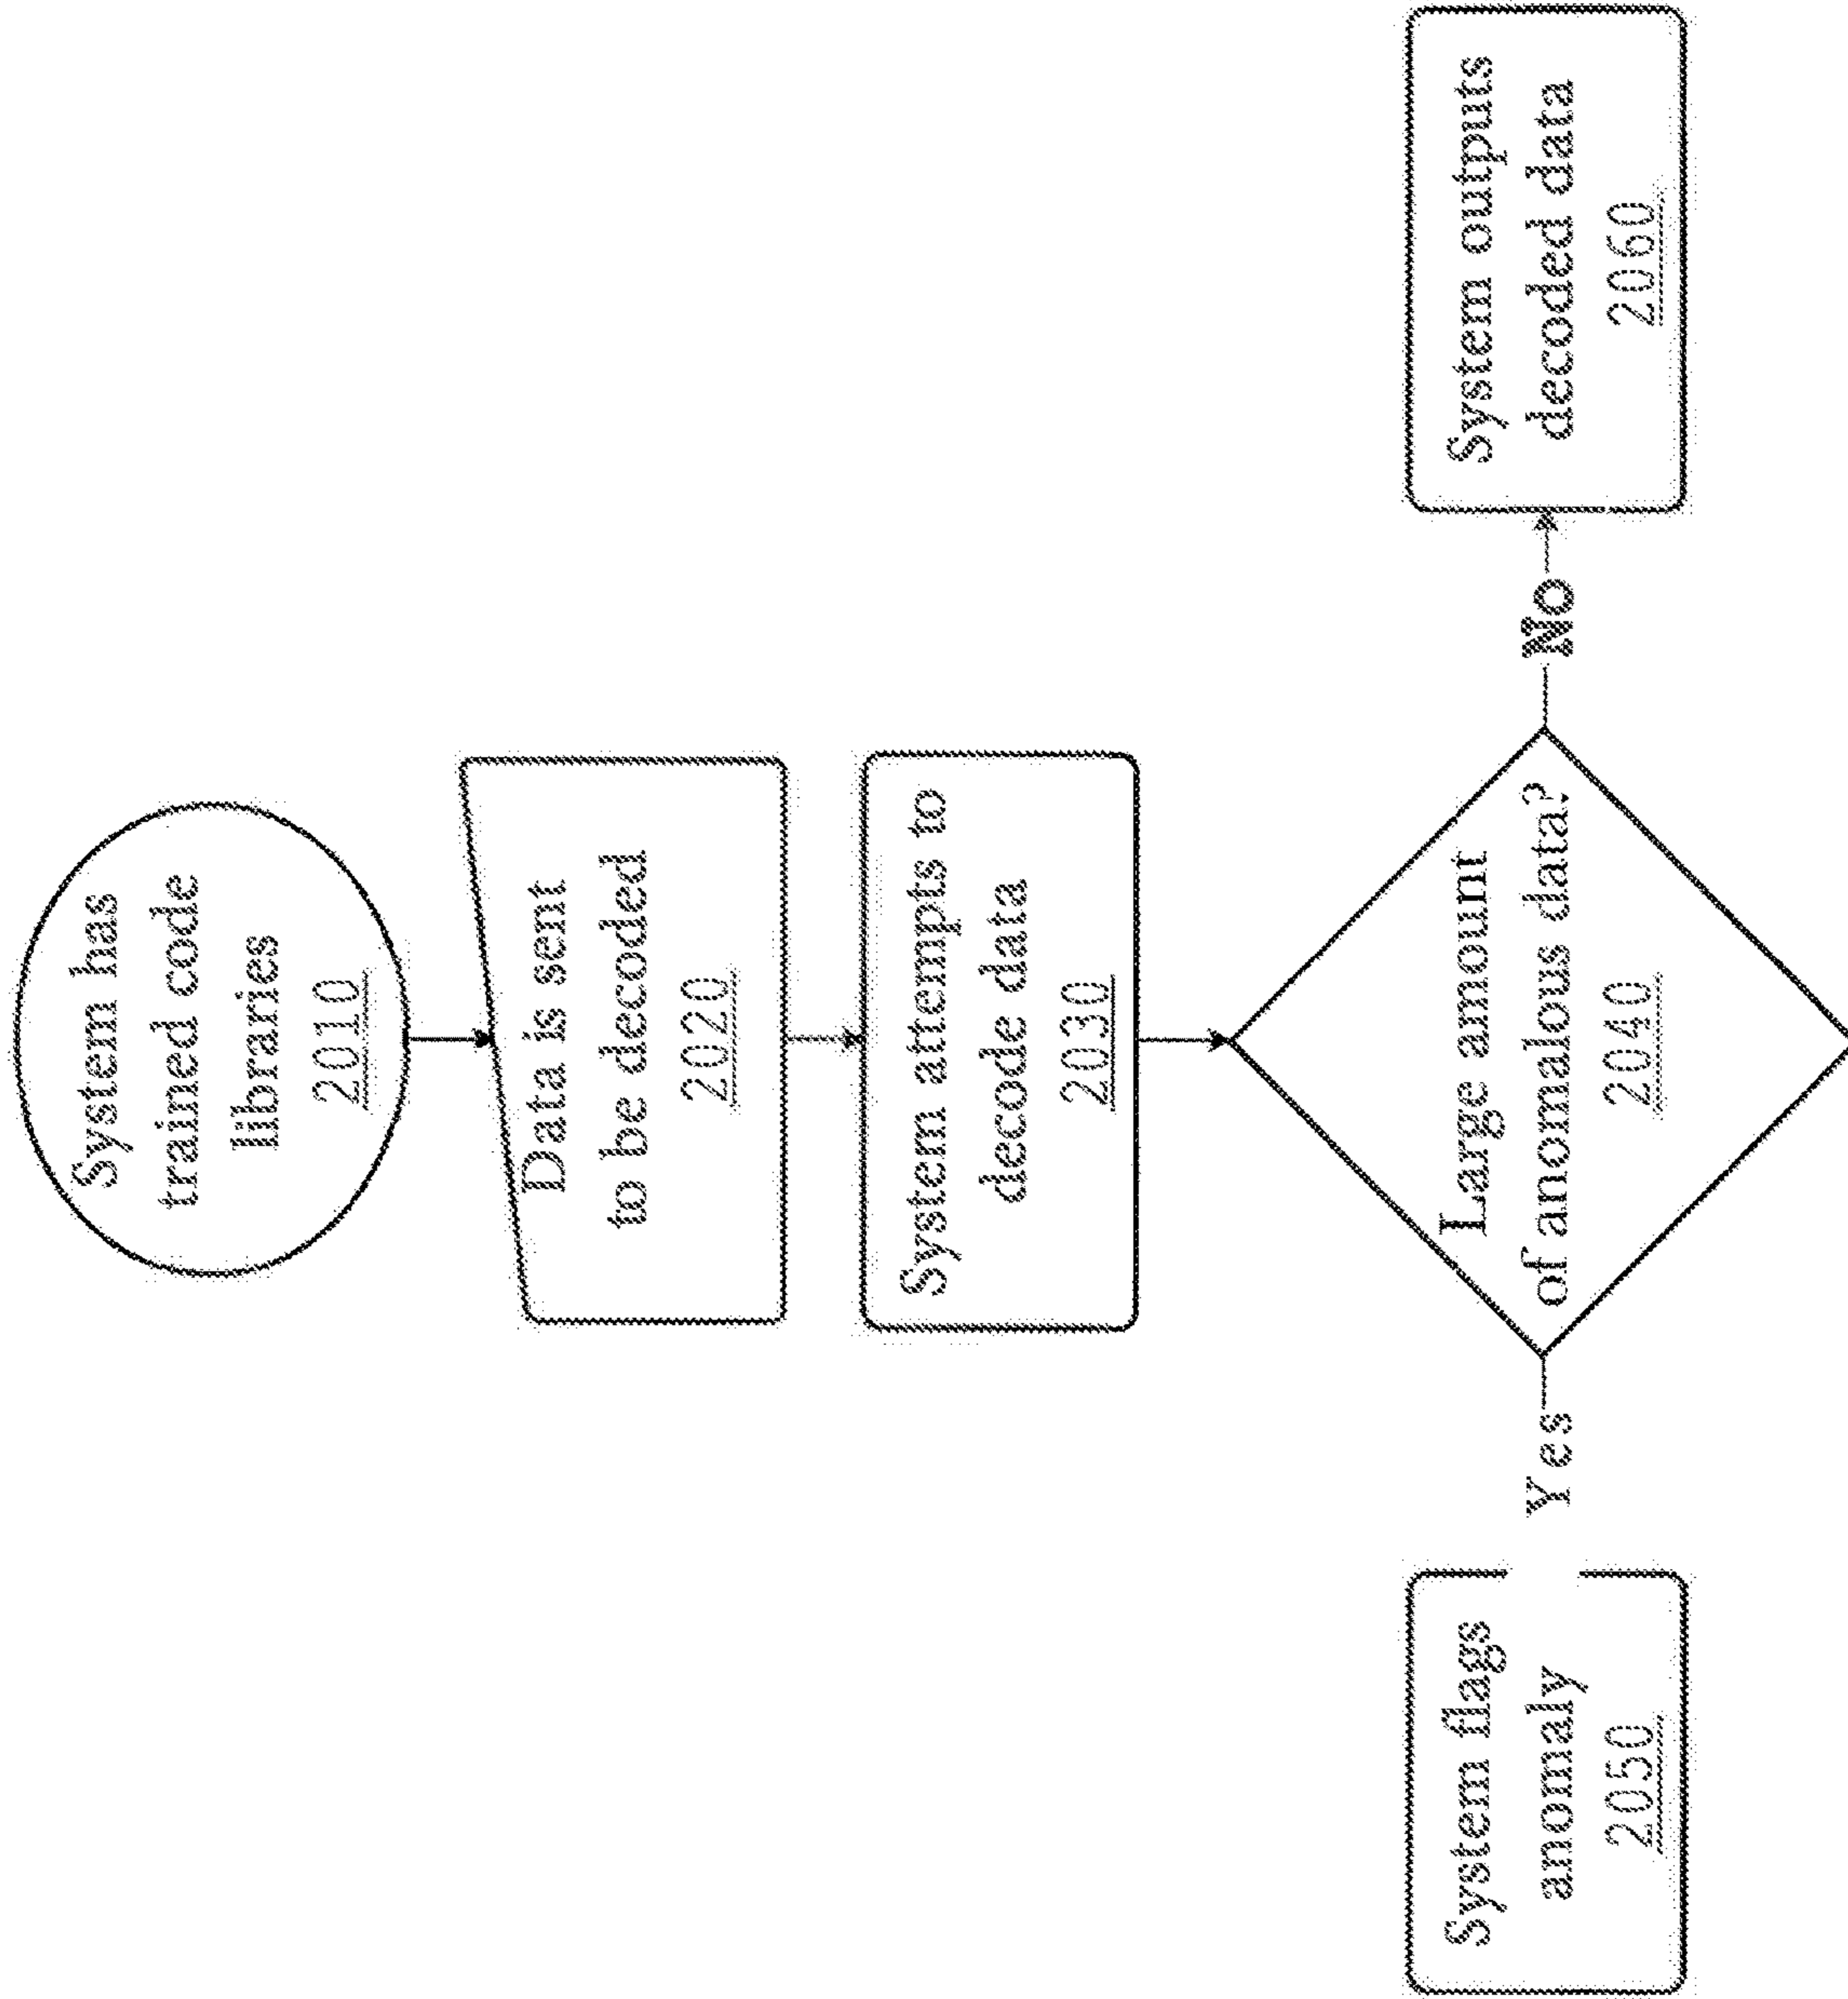 System has
trained code
libraries
2010
Data is sent
to be decoded
2020
System attempts to
decode data
2030
Large amount
of anomalous data?
2040
Yes
No
System flags
anomaly
2050
System outputs
decoded data
2060